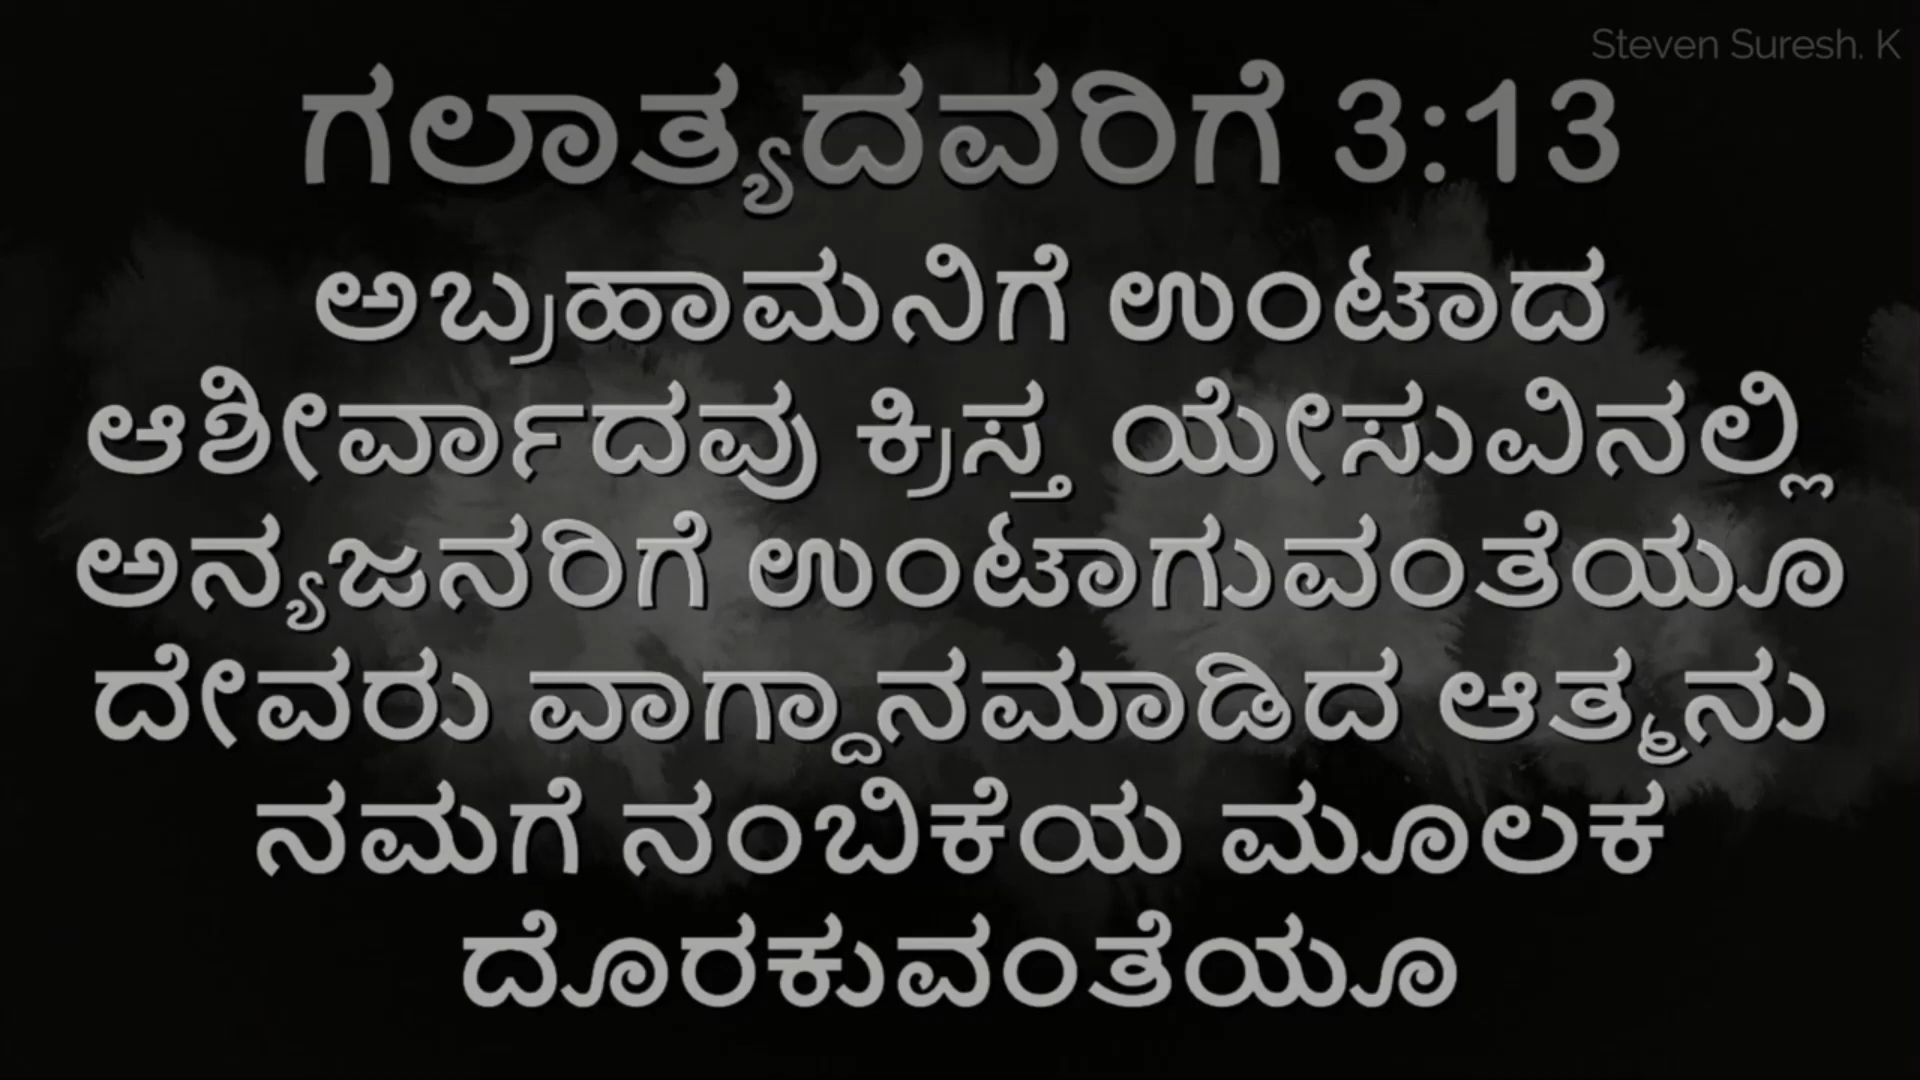 Steven Suresh. K
ಗಲಾತ್ಯದವರಿಗೆ 3:13
ಅಬ್ರಹಾಮನಿಗೆ ಉಂಟಾದ
ಆಶೀರ್ವಾದವು ಕ್ರಿಸ್ತ ಯೇಸುವಿನಲ್ಲಿ
ಅನ್ಯಜನರಿಗೆ ಉಂಟಾಗುವಂತೆಯೂ
ದೇವರು ವಾಗ್ದಾನಮಾಡಿದ ಆತ್ಮನು
ನಮಗೆ ನಂಬಿಕೆಯ ಮೂಲಕ
ದೊರಕುವಂತೆಯೂ